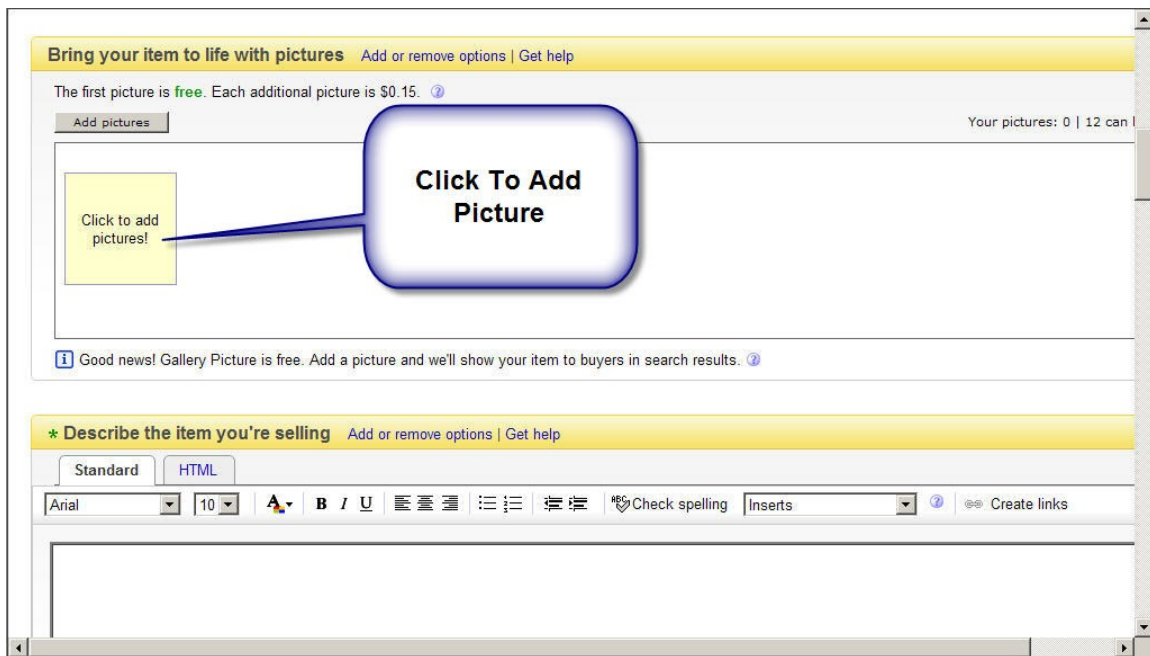 Bring your item to life with pictures Add or remove options | Get help
The first picture is free. Each additional picture is $0.15. ?
Add pictures
Your pictures: 0 | 12 can
Click to add
pictures!
Click To Add
Picture
i Good news! Gallery Picture is free. Add a picture and we'll show your item to buyers in search results. ?
* Describe the item you're selling Add or remove options | Get help
Standard HTML
Arial 10 A B I U ABC Check spelling Inserts ? Create links